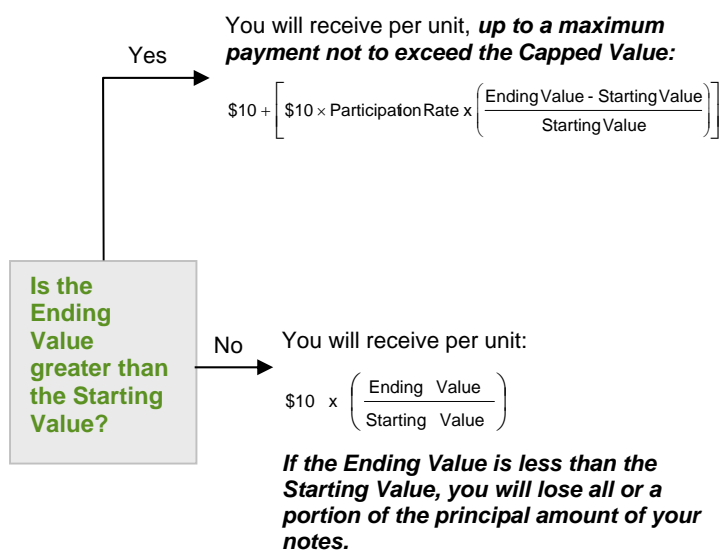 Yes
You will receive per unit, up to a maximum
payment not to exceed the Capped Value:
$10 + [ $10 × Participation Rate x ( Ending Value - Starting Value / Starting Value ) ]
Is the
Ending
Value
greater than
the Starting
Value?
No
You will receive per unit:
$10 x ( Ending Value / Starting Value )
If the Ending Value is less than the
Starting Value, you will lose all or a
portion of the principal amount of your
notes.